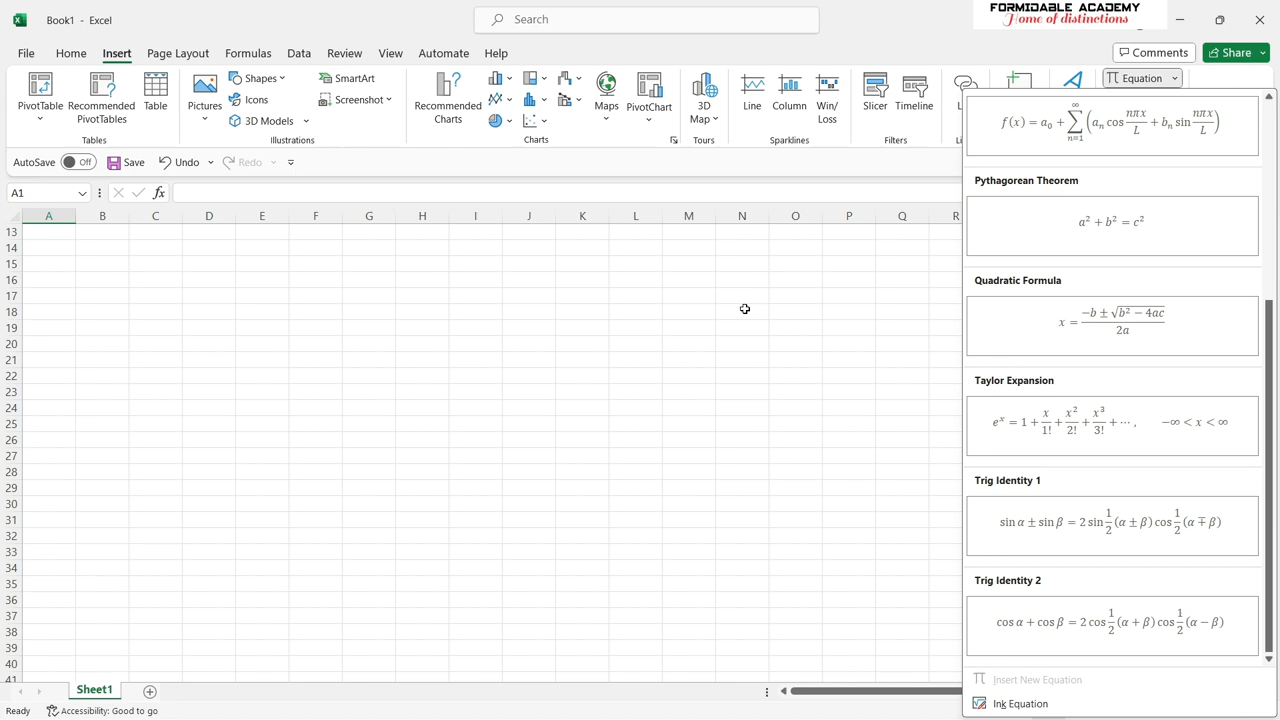 Book1 - Excel
Search
FORMIDABLE ACADEMY
Home of distinctions
File Home Insert Page Layout Formulas Data Review View Automate Help
Comments Share
PivotTable Recommended PivotTables Table
Pictures Shapes Icons 3D Models SmartArt Screenshot
Recommended Charts Maps PivotChart
3D Map
Line Column Win/Loss
Slicer Timeline
Equation
Tables Illustrations Charts Tours Sparklines Filters
AutoSave Off Save Undo Redo
A1 fx
A B C D E F G H I J K L M N O P Q R
13
14
15
16
17
18
19
20
21
22
23
24
25
26
27
28
29
30
31
32
33
34
35
36
37
38
39
40
41
f(x) = a₀ + ∑ₙ₌₁^∞ (aₙ cos nπx/L + bₙ sin nπx/L)
Pythagorean Theorem
a² + b² = c²
Quadratic Formula
x = (−b ± √(b² − 4ac))/2a
Taylor Expansion
eˣ = 1 + x/1! + x²/2! + x³/3! + ⋯, −∞ < x < ∞
Trig Identity 1
sin α ± sin β = 2 sin 1/2 (α ± β) cos 1/2 (α ∓ β)
Trig Identity 2
cos α + cos β = 2 cos 1/2 (α + β) cos 1/2 (α − β)
Insert New Equation
Ink Equation
Sheet1
Ready Accessibility: Good to go